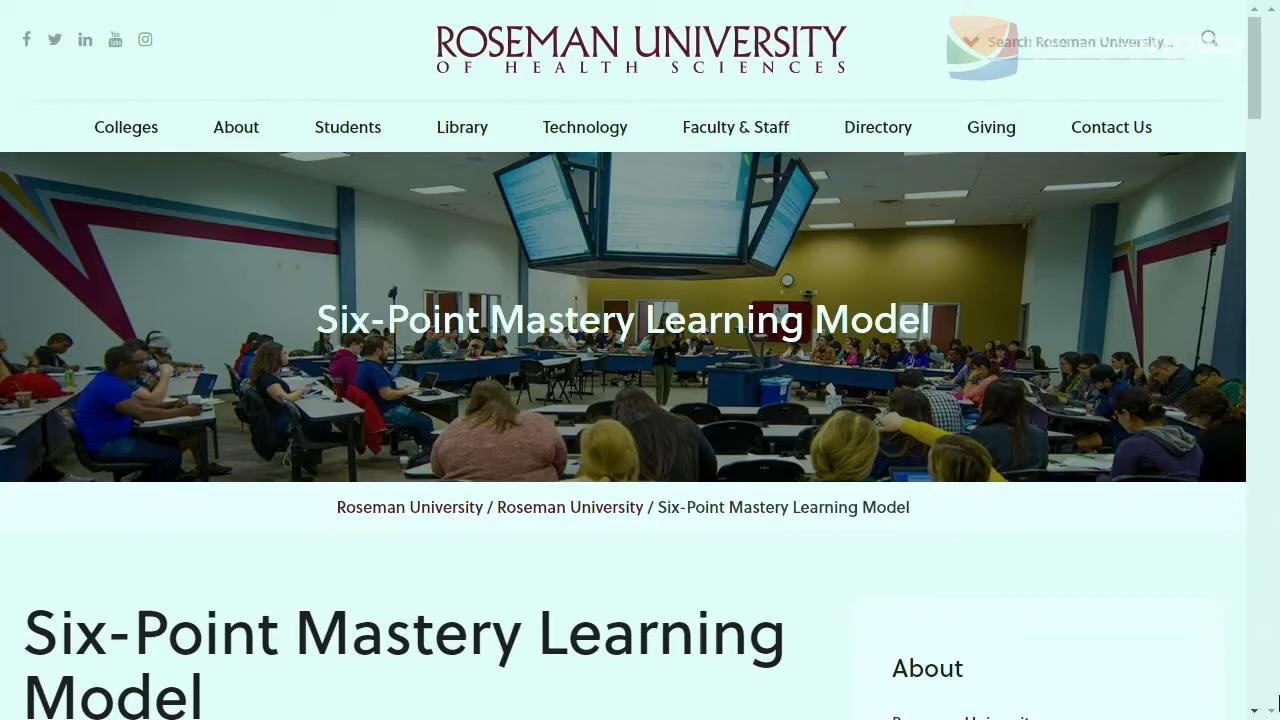 ROSEMAN UNIVERSITY
OF HEALTH SCIENCES
Search Roseman University...
Colleges About Students Library Technology Faculty & Staff Directory Giving Contact Us
Six-Point Mastery Learning Model
Roseman University / Roseman University / Six-Point Mastery Learning Model
Six-Point Mastery Learning
Model
About